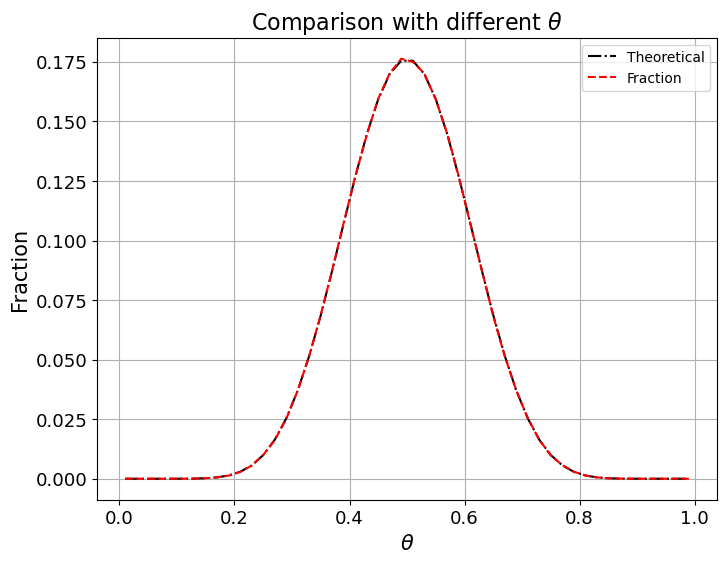 Comparison with different θ
Theoretical
Fraction
0.175
0.150
0.125
0.100
0.075
0.050
0.025
0.000
Fraction
0.0 0.2 0.4 0.6 0.8 1.0
θ